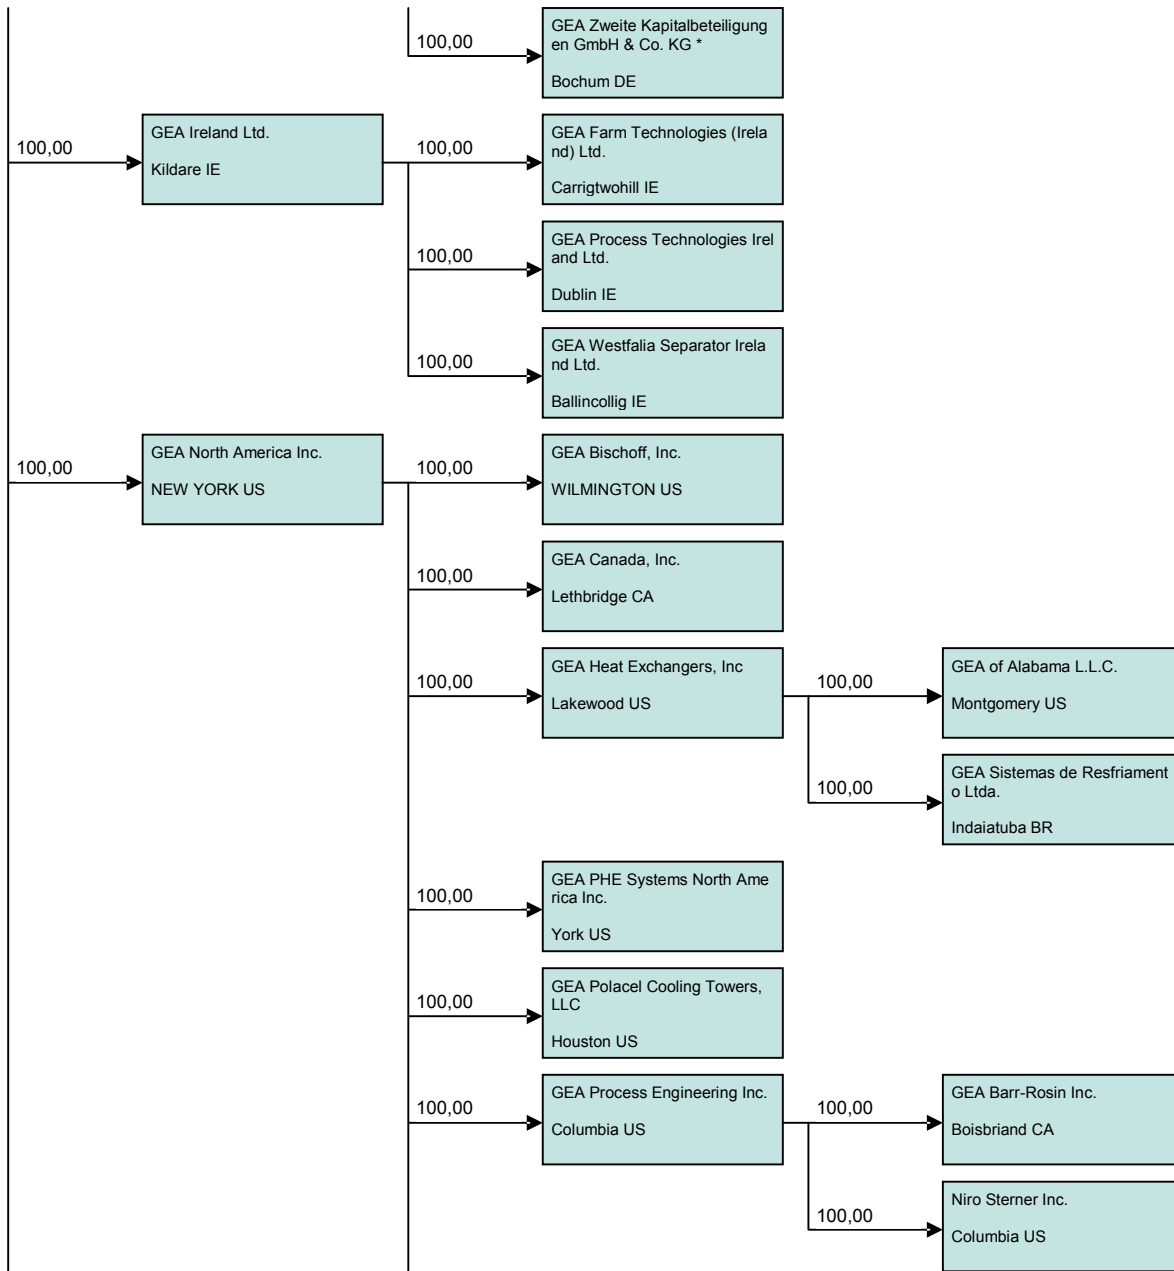 100,00
GEA Zweite Kapitalbeteiligung
en GmbH & Co. KG *
Bochum DE
100,00
GEA Ireland Ltd.
Kildare IE
100,00
GEA Farm Technologies (Irela
nd) Ltd.
Carrigtwohill IE
100,00
GEA Process Technologies Irel
and Ltd.
Dublin IE
100,00
GEA Westfalia Separator Irela
nd Ltd.
Ballincollig IE
100,00
GEA North America Inc.
NEW YORK US
100,00
GEA Bischoff, Inc.
WILMINGTON US
100,00
GEA Canada, Inc.
Lethbridge CA
100,00
GEA Heat Exchangers, Inc
Lakewood US
100,00
GEA of Alabama L.L.C.
Montgomery US
100,00
GEA Sistemas de Resfriament
o Ltda.
Indaiatuba BR
100,00
GEA PHE Systems North Ame
rica Inc.
York US
100,00
GEA Polacel Cooling Towers,
LLC
Houston US
100,00
GEA Process Engineering Inc.
Columbia US
100,00
GEA Barr-Rosin Inc.
Boisbriand CA
100,00
Niro Sterner Inc.
Columbia US